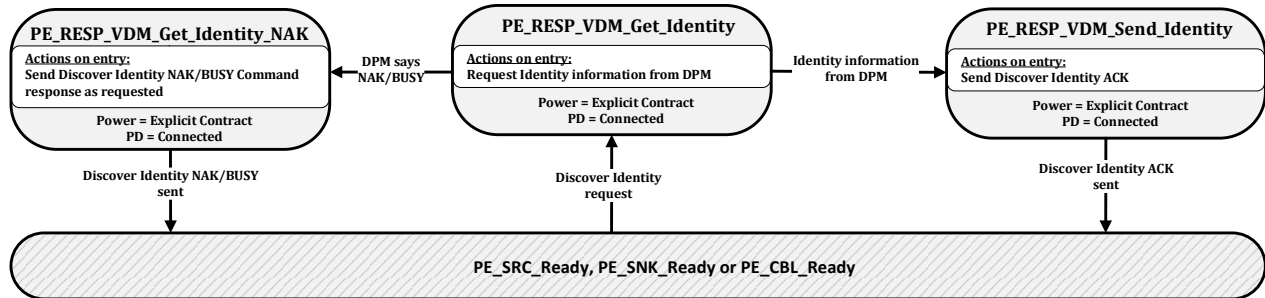 PE_RESP_VDM_Get_Identity_NAK
Actions on entry:
Send Discover Identity NAK/BUSY Command
response as requested
Power = Explicit Contract
PD = Connected
DPM says
NAK/BUSY
PE_RESP_VDM_Get_Identity
Actions on entry:
Request Identity information from DPM
Power = Explicit Contract
PD = Connected
Identity information
from DPM
PE_RESP_VDM_Send_Identity
Actions on entry:
Send Discover Identity ACK
Power = Explicit Contract
PD = Connected
Discover Identity NAK/BUSY
sent
Discover Identity
request
Discover Identity ACK
sent
PE_SRC_Ready, PE_SNK_Ready or PE_CBL_Ready